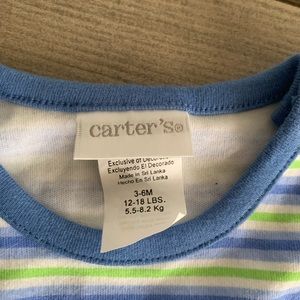 carter's®
Exclusive of Decorado
Excluyendo El Decorado
Made in Sri Lanka
Hecho En Sri Lanka
3-6M
12-18 LBS.
5.5-8.2 Kg